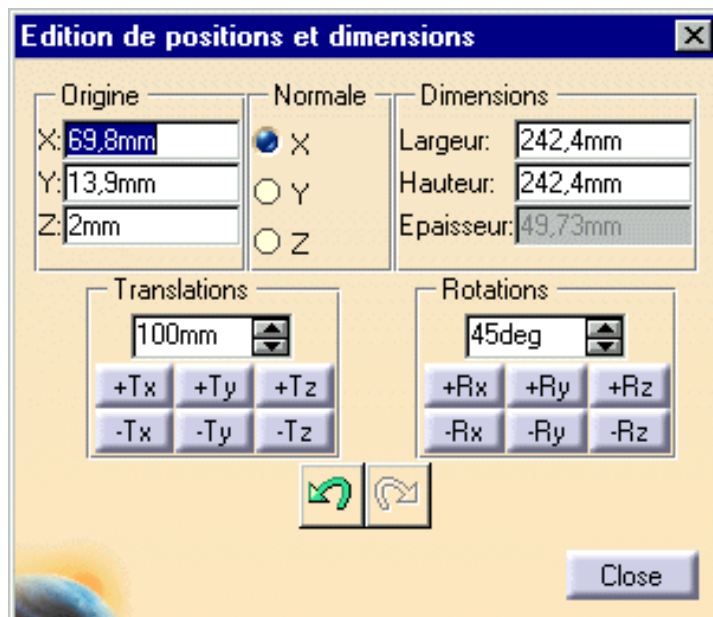 Edition de positions et dimensions
Origine Normale Dimensions
X: 69,8mm X Largeur: 242,4mm
Y: 13,9mm Y Hauteur: 242,4mm
Z: 2mm Z Epaisseur: 49,73mm
Translations Rotations
100mm 45deg
+Tx +Ty +Tz +Rx +Ry +Rz
-Tx -Ty -Tz -Rx -Ry -Rz
Close